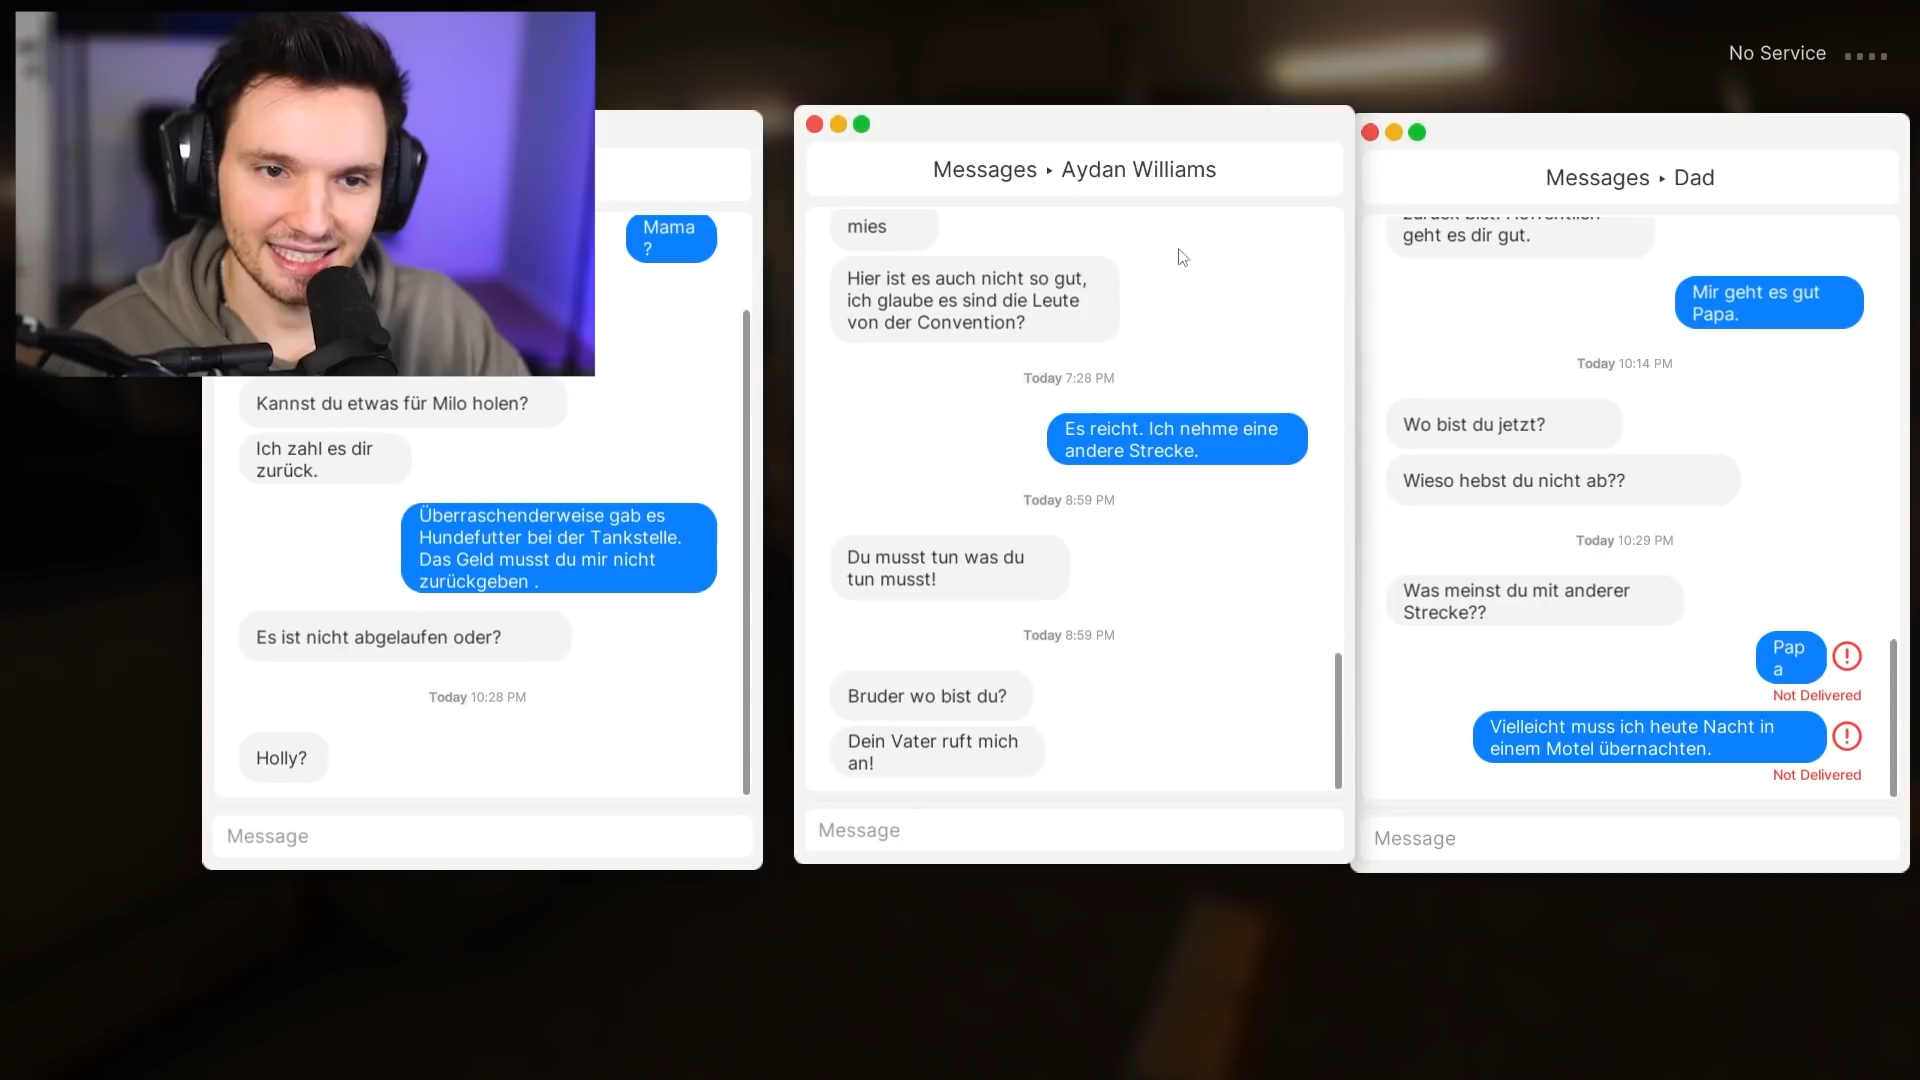 No Service
Mama
?
Kannst du etwas für Milo holen?
Ich zahl es dir
zurück.
Überraschenderweise gab es
Hundefutter bei der Tankstelle.
Das Geld musst du mir nicht
zurückgeben .
Es ist nicht abgelaufen oder?
Today 10:28 PM
Holly?
Message
Messages ▸ Aydan Williams
mies
Hier ist es auch nicht so gut,
ich glaube es sind die Leute
von der Convention?
Today 7:28 PM
Es reicht. Ich nehme eine
andere Strecke.
Today 8:59 PM
Du musst tun was du
tun musst!
Today 8:59 PM
Bruder wo bist du?
Dein Vater ruft mich
an!
Message
Messages ▸ Dad
geht es dir gut.
Mir geht es gut
Papa.
Today 10:14 PM
Wo bist du jetzt?
Wieso hebst du nicht ab??
Today 10:29 PM
Was meinst du mit anderer
Strecke??
Pap
a
Not Delivered
Vielleicht muss ich heute Nacht in
einem Motel übernachten.
Not Delivered
Message